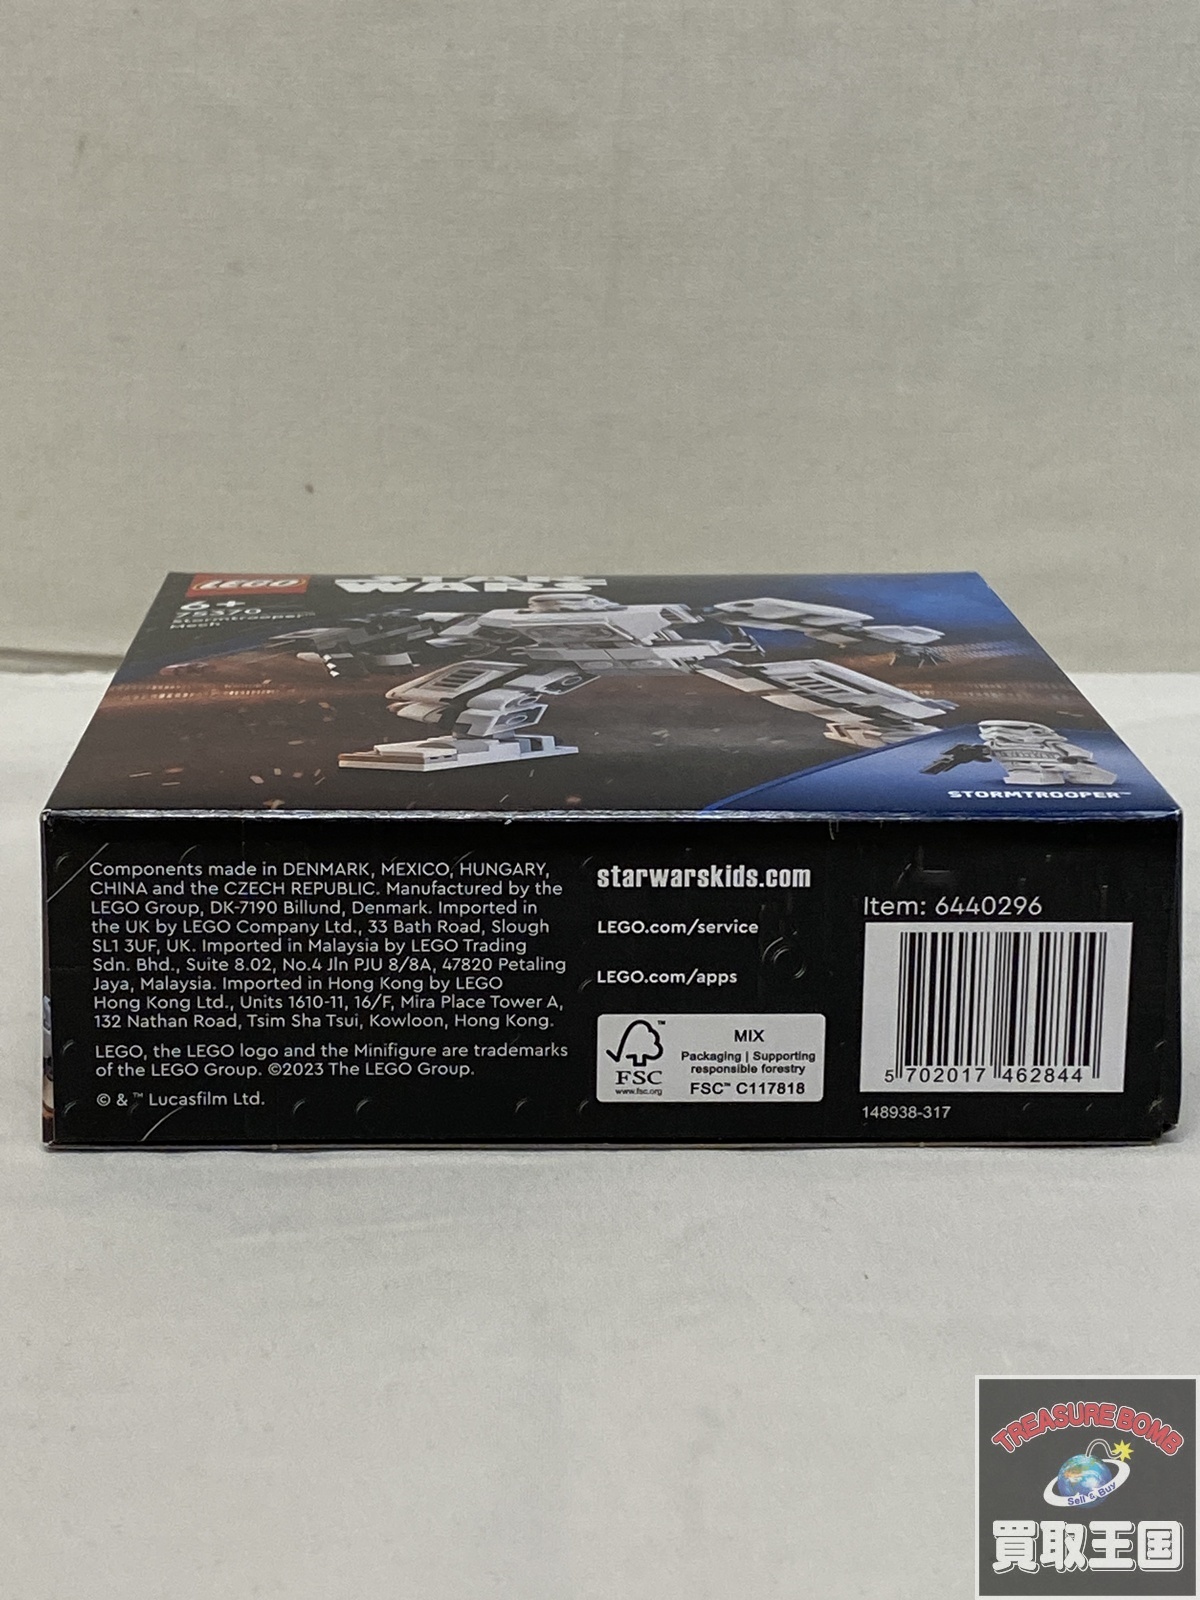 LEGO
STAR
WARS
6+
75370
Stormtrooper™
Mech
STORMTROOPER™
Components made in DENMARK, MEXICO, HUNGARY,
CHINA and the CZECH REPUBLIC. Manufactured by the
LEGO Group, DK-7190 Billund, Denmark. Imported in
the UK by LEGO Company Ltd., 33 Bath Road, Slough
SL1 3UF, UK. Imported in Malaysia by LEGO Trading
Sdn. Bhd., Suite 8.02, No.4 Jln PJU 8/8A, 47820 Petaling
Jaya, Malaysia. Imported in Hong Kong by LEGO
Hong Kong Ltd., Units 1610-11, 16/F, Mira Place Tower A,
132 Nathan Road, Tsim Sha Tsui, Kowloon, Hong Kong.
LEGO, the LEGO logo and the Minifigure are trademarks
of the LEGO Group. ©2023 The LEGO Group.
© & ™ Lucasfilm Ltd.
starwarskids.com
LEGO.com/service
LEGO.com/apps
FSC
www.fsc.org
MIX
Packaging | Supporting
responsible forestry
FSC™ C117818
Item: 6440296
5 702017 462844
148938-317
TREASURE BOMB
Sell & Buy
買取王国